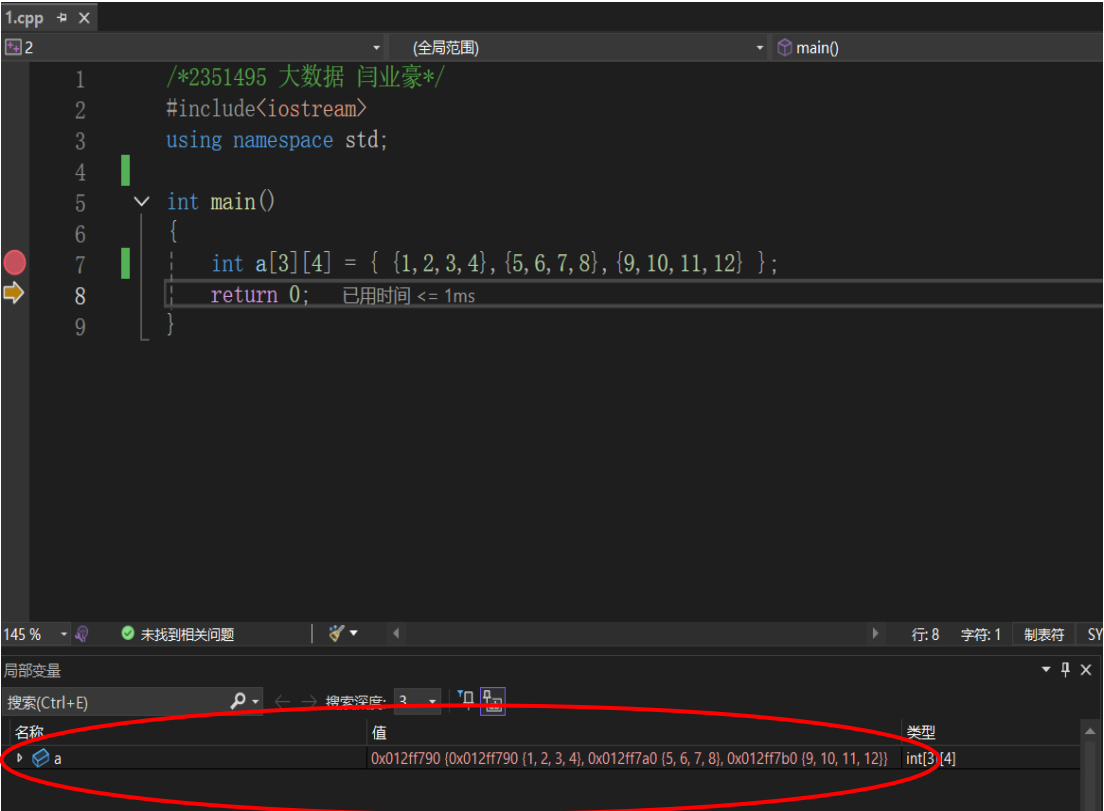 1.cpp
2 (全局范围) main()
1 /*2351495 大数据 闫业豪*/
2 #include<iostream>
3 using namespace std;
4
5 int main()
6 {
7 int a[3][4] = { {1,2,3,4},{5,6,7,8},{9,10,11,12} };
8 return 0; 已用时间 <= 1ms
9 }
145 % 未找到相关问题 行: 8 字符: 1 制表符 SY
局部变量
搜索(Ctrl+E) 搜索深度: 3
名称 值 类型
a 0x012ff790 {0x012ff790 {1, 2, 3, 4}, 0x012ff7a0 {5, 6, 7, 8}, 0x012ff7b0 {9, 10, 11, 12}} int[3][4]